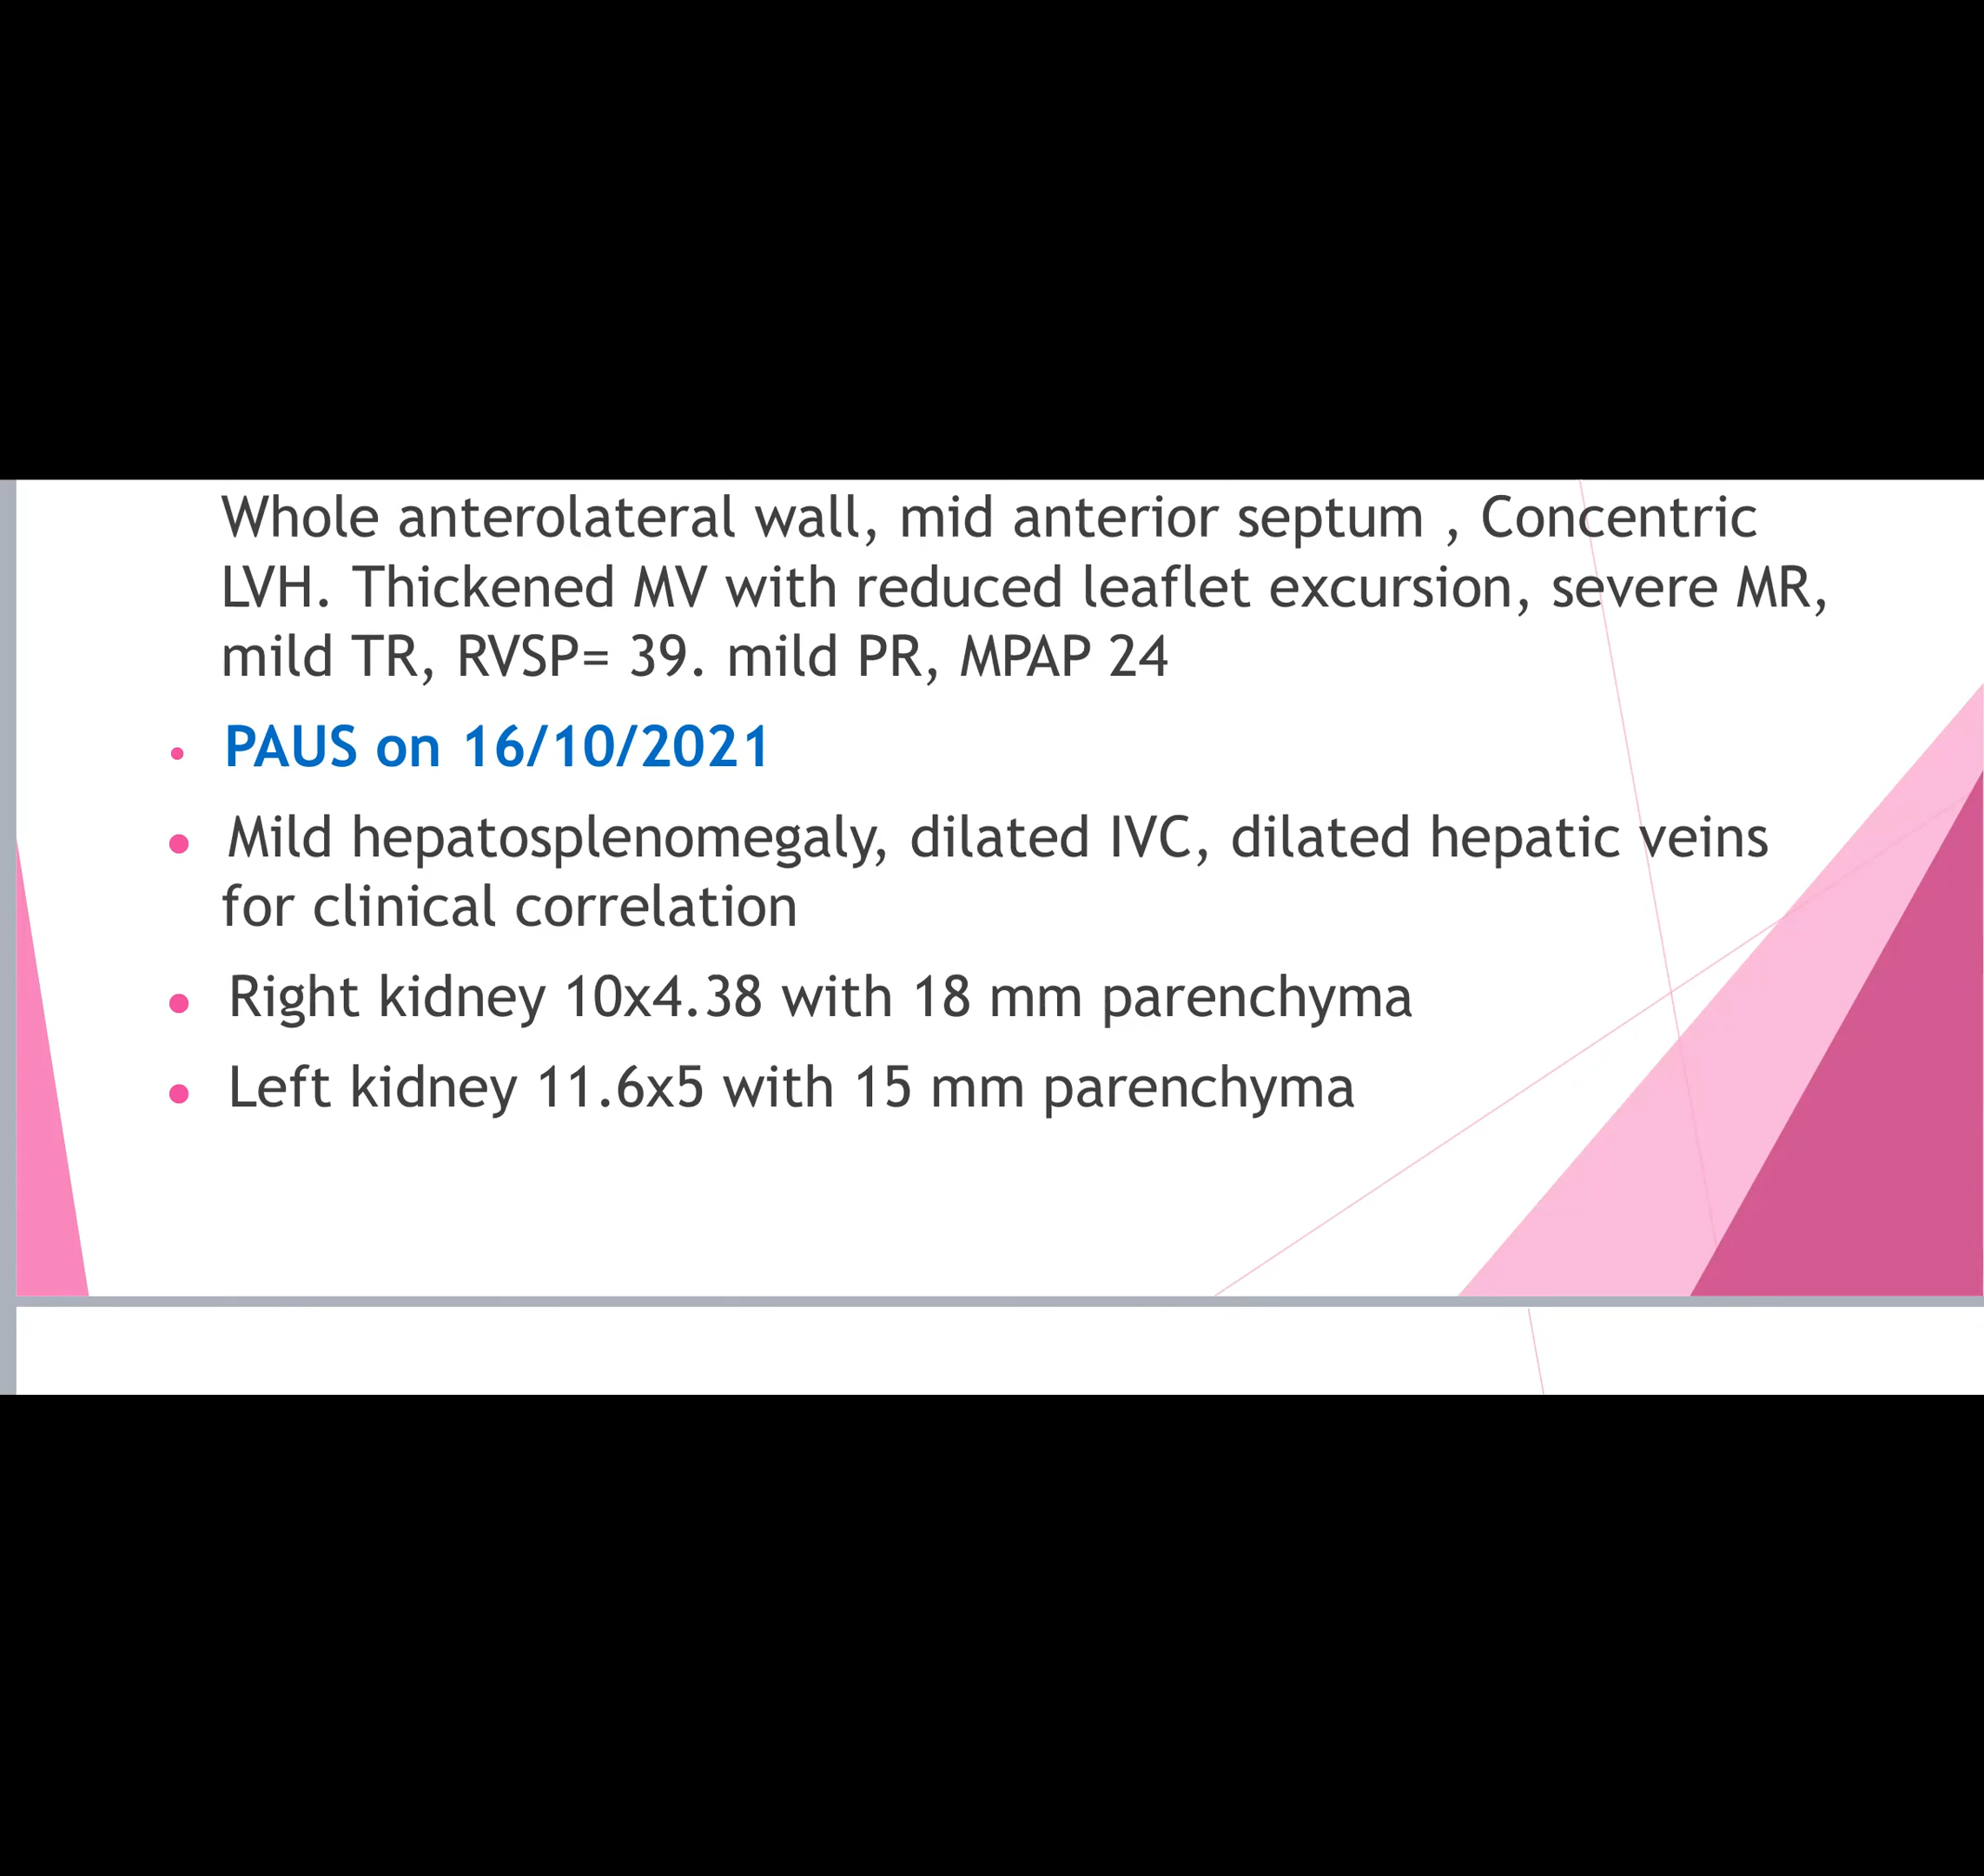 Whole anterolateral wall, mid anterior septum , Concentric
LVH. Thickened MV with reduced leaflet excursion, severe MR,
mild TR, RVSP= 39. mild PR, MPAP 24
• PAUS on 16/10/2021
• Mild hepatosplenomegaly, dilated IVC, dilated hepatic veins
for clinical correlation
• Right kidney 10x4.38 with 18 mm parenchyma
• Left kidney 11.6x5 with 15 mm parenchyma